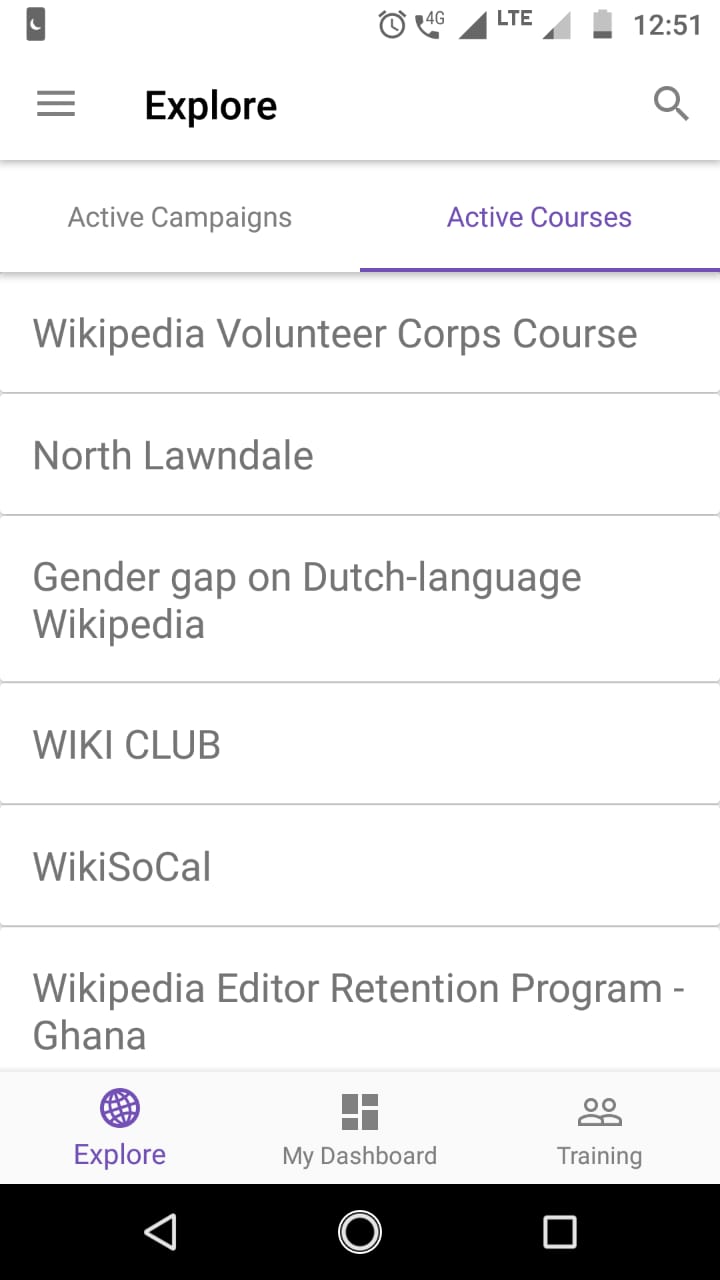 4G LTE 12:51
Explore
Active Campaigns Active Courses
Wikipedia Volunteer Corps Course
North Lawndale
Gender gap on Dutch-language
Wikipedia
WIKI CLUB
WikiSoCal
Wikipedia Editor Retention Program -
Ghana
Explore My Dashboard Training